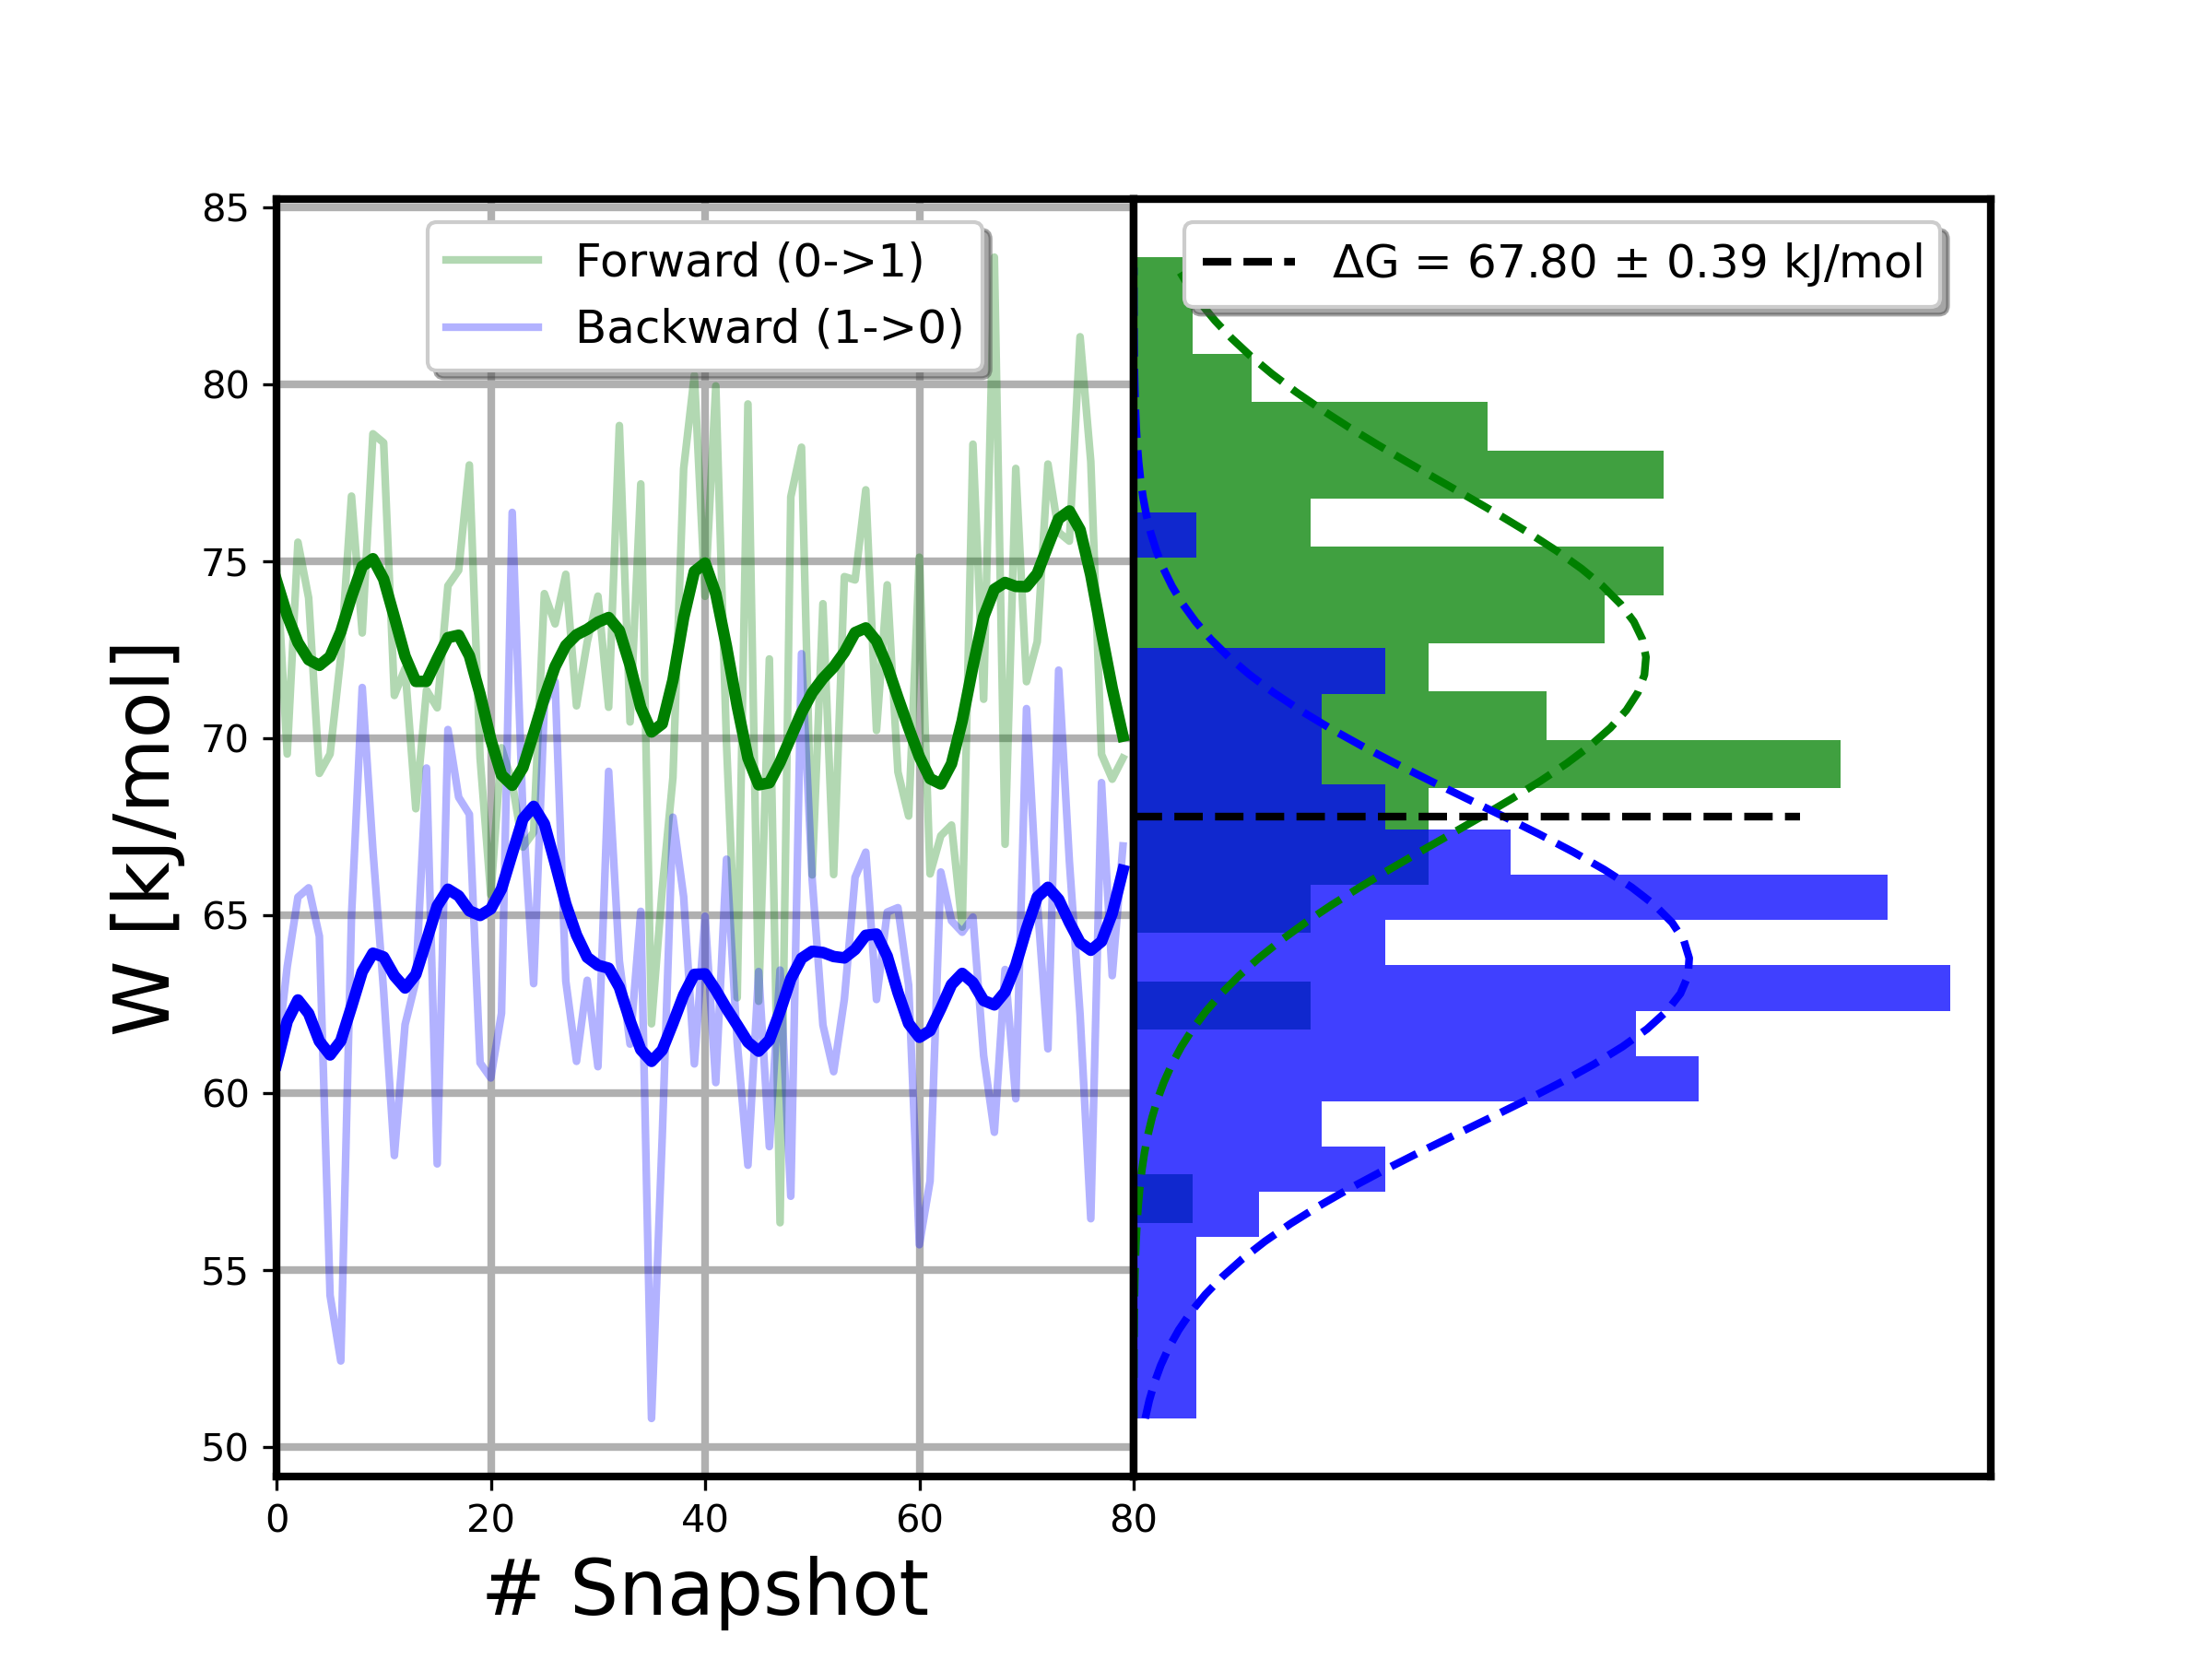 Forward (0->1)
Backward (1->0)
ΔG = 67.80 ± 0.39 kJ/mol
85
80
75
70
65
60
55
50
W [kJ/mol]
0 20 40 60 80
# Snapshot